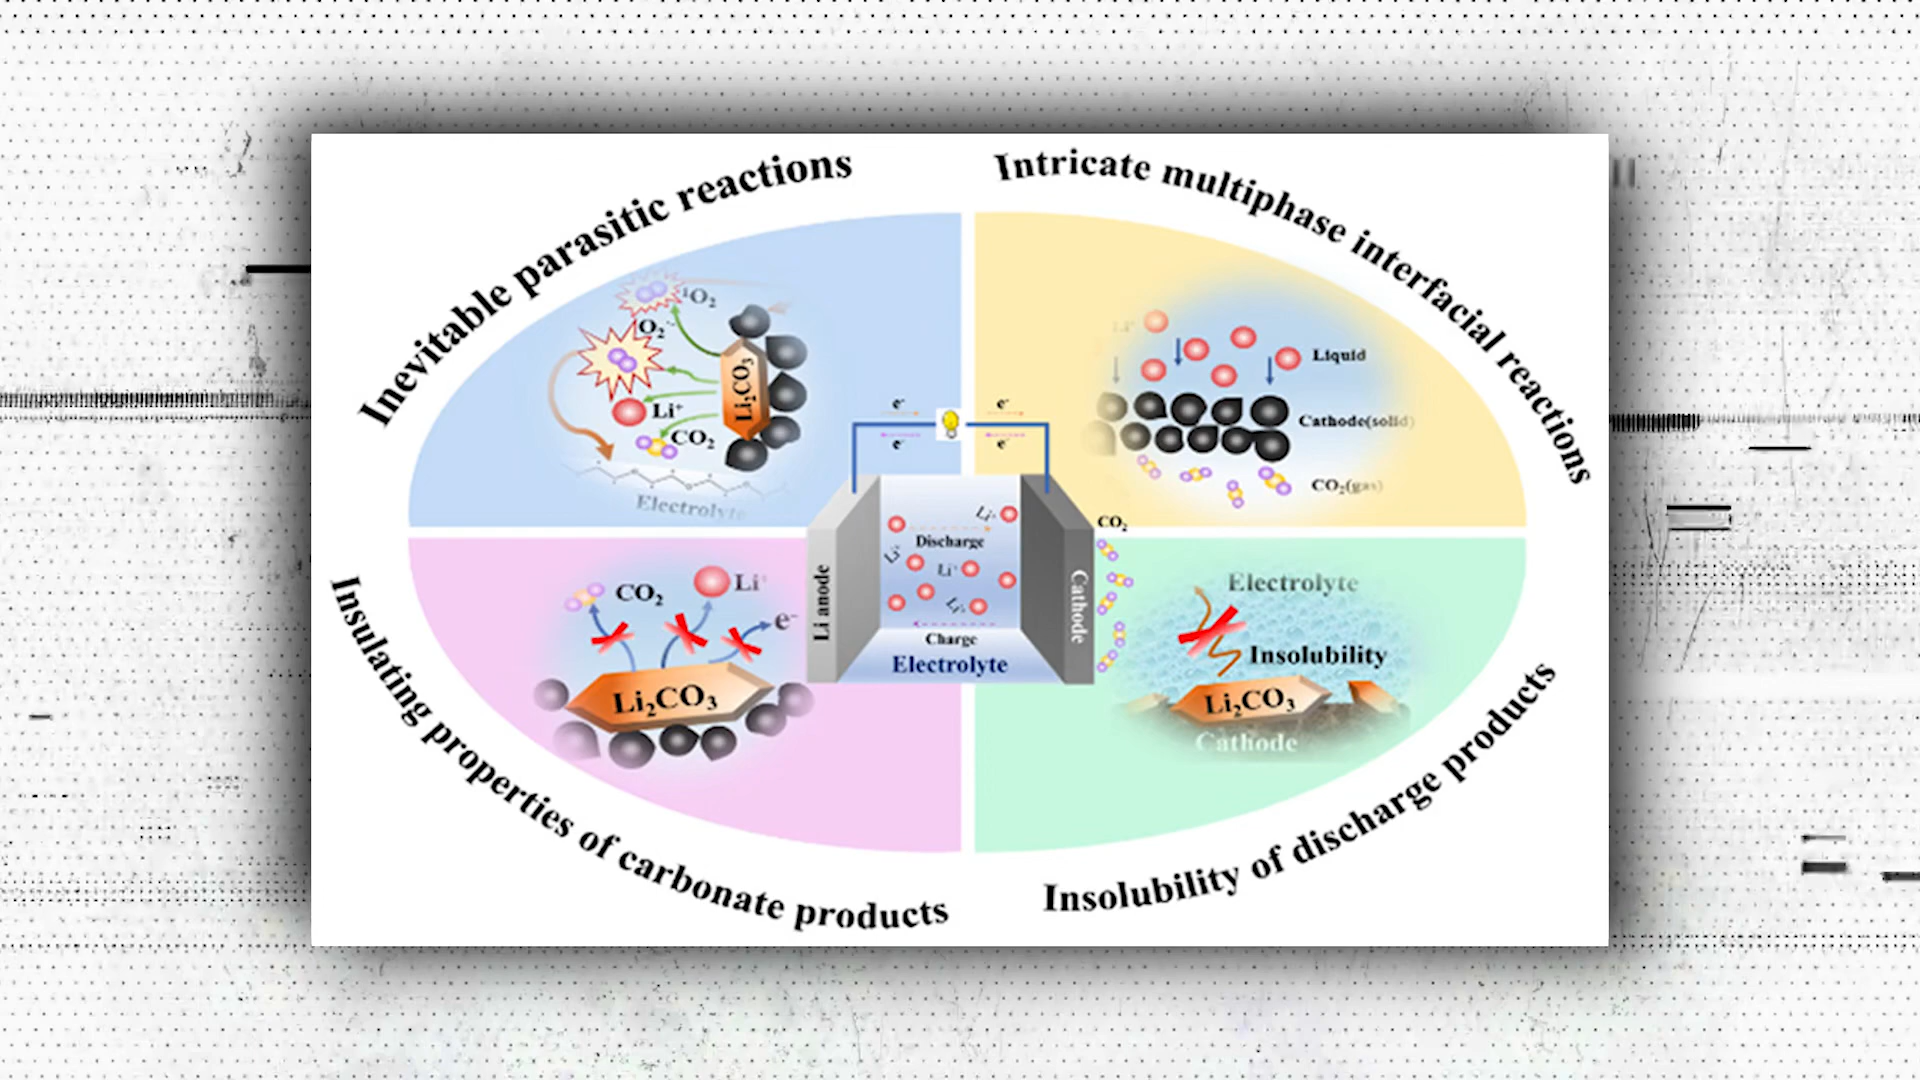 Inevitable parasitic reactions
Intricate multiphase interfacial reactions
¹O₂
O₂⁻
Li₂CO₃
Li⁺
CO₂
Electrolyte
Li⁺
Liquid
Cathode(solid)
CO₂(gas)
e⁻
e⁻
e⁻
e⁻
Li anode
Li⁺
Discharge
Li⁺
Li⁺
Li⁺
Charge
Electrolyte
Cathode
CO₂
CO₂
Li⁺
e⁻
Li₂CO₃
Electrolyte
Insolubility
Li₂CO₃
Cathode
Insulating properties of carbonate products
Insolubility of discharge products